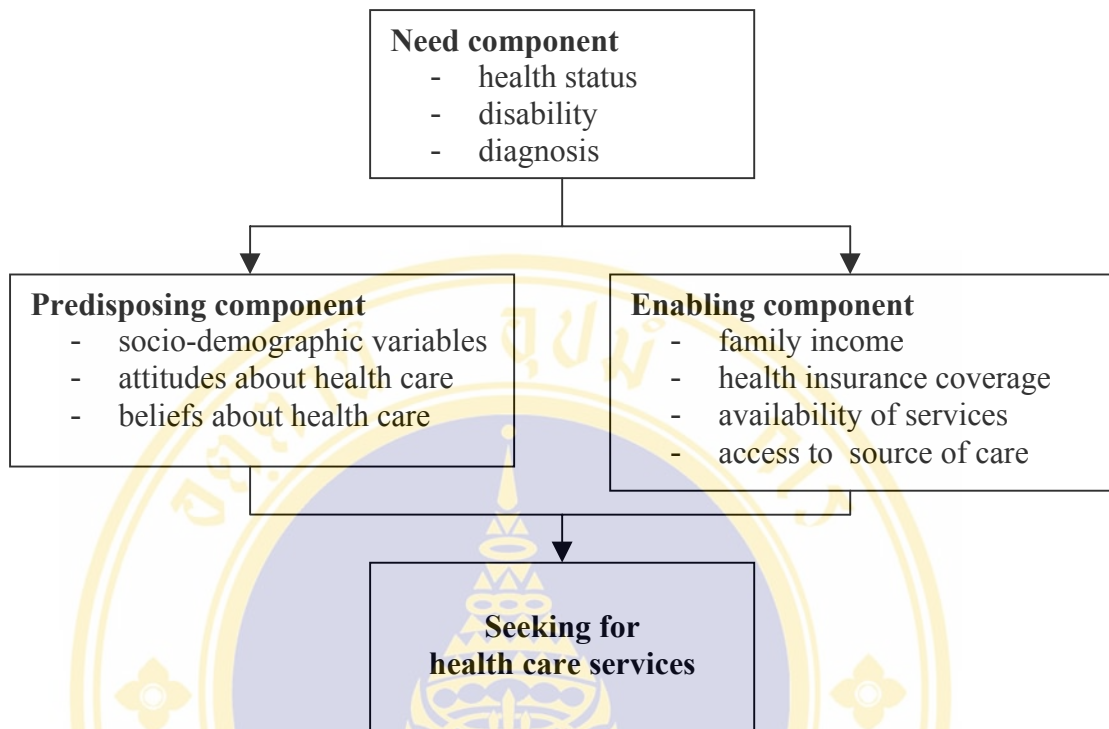 Need component
- health status
- disability
- diagnosis
Predisposing component
- socio-demographic variables
- attitudes about health care
- beliefs about health care
Enabling component
- family income
- health insurance coverage
- availability of services
- access to source of care
Seeking for
health care services